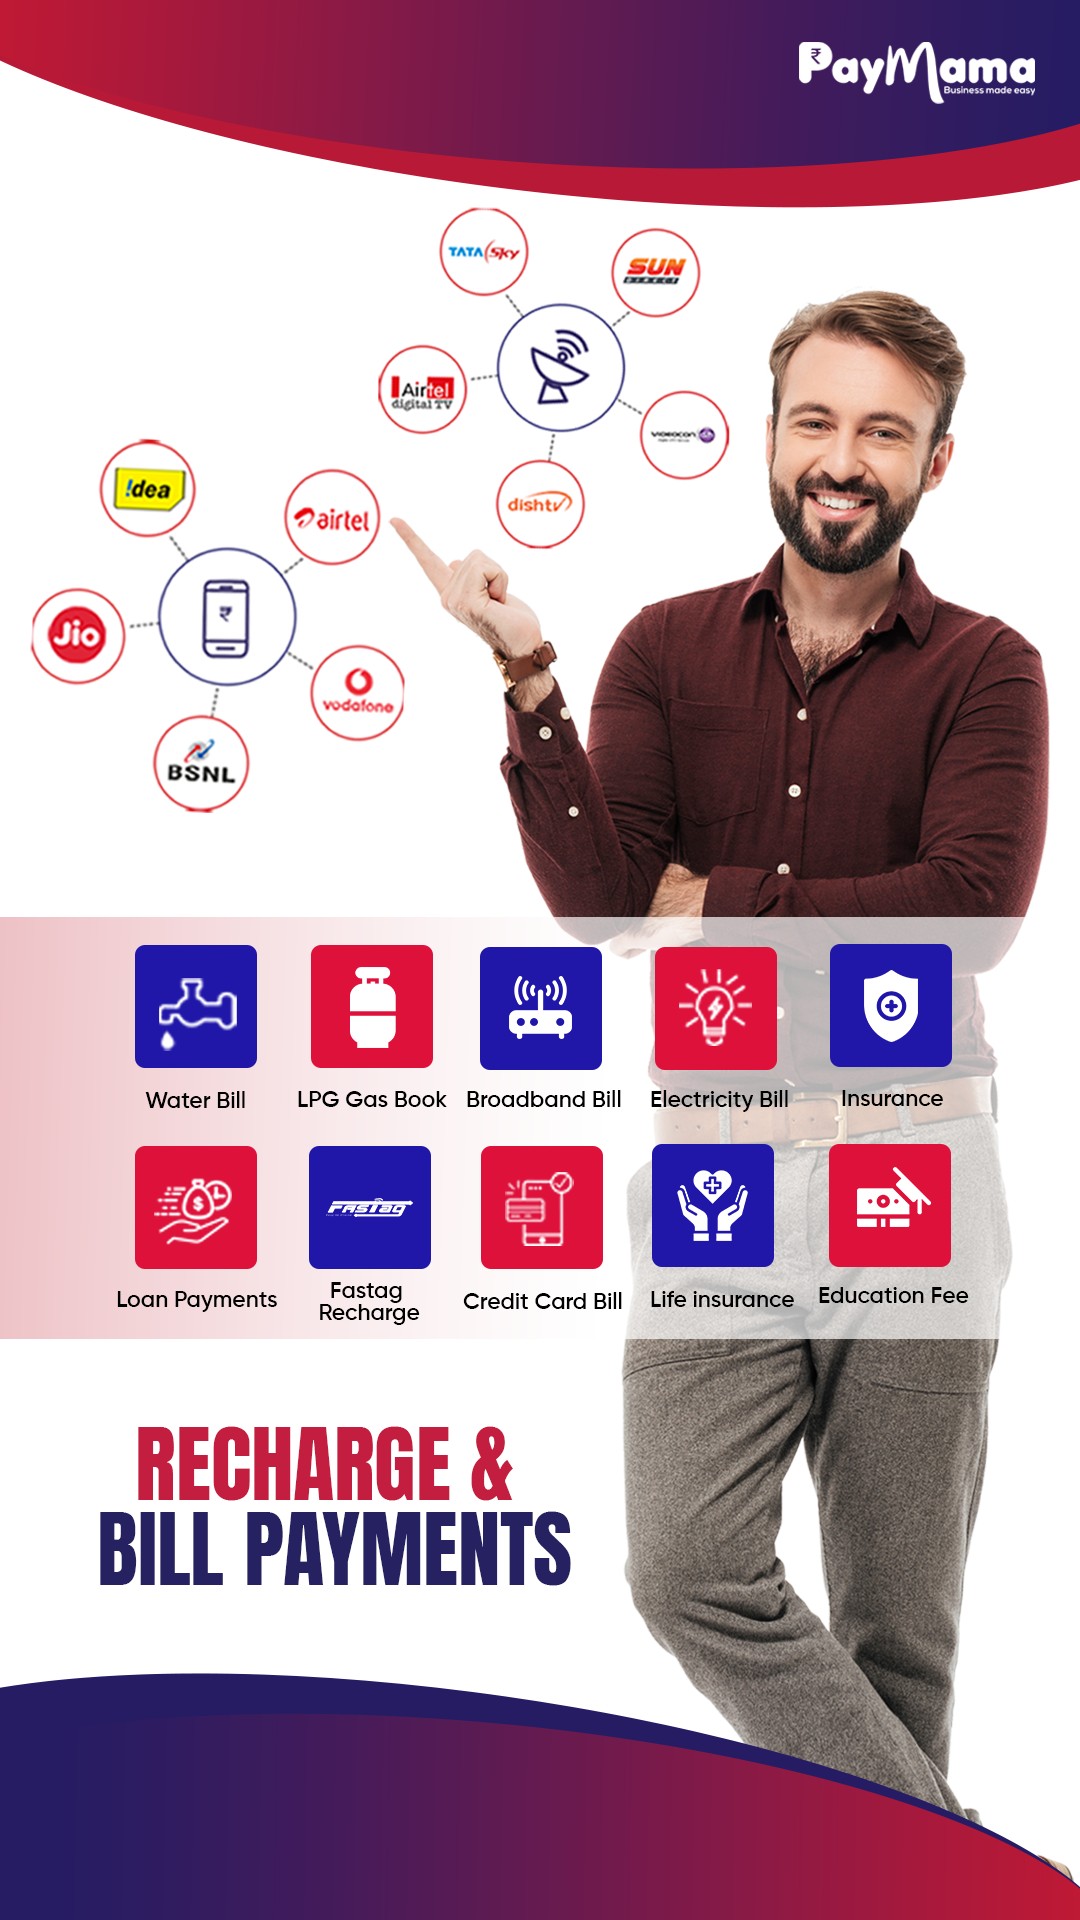 PayMama
Business made easy
TATA Sky
SUN
DIRECT
Airtel
digital TV
VIDEOCON
dishtv
!dea
airtel
Jio
vodafone
BSNL
Water Bill
LPG Gas Book
Broadband Bill
Electricity Bill
Insurance
FASTag
Loan Payments
Fastag
Recharge
Credit Card Bill
Life insurance
Education Fee
RECHARGE &
BILL PAYMENTS